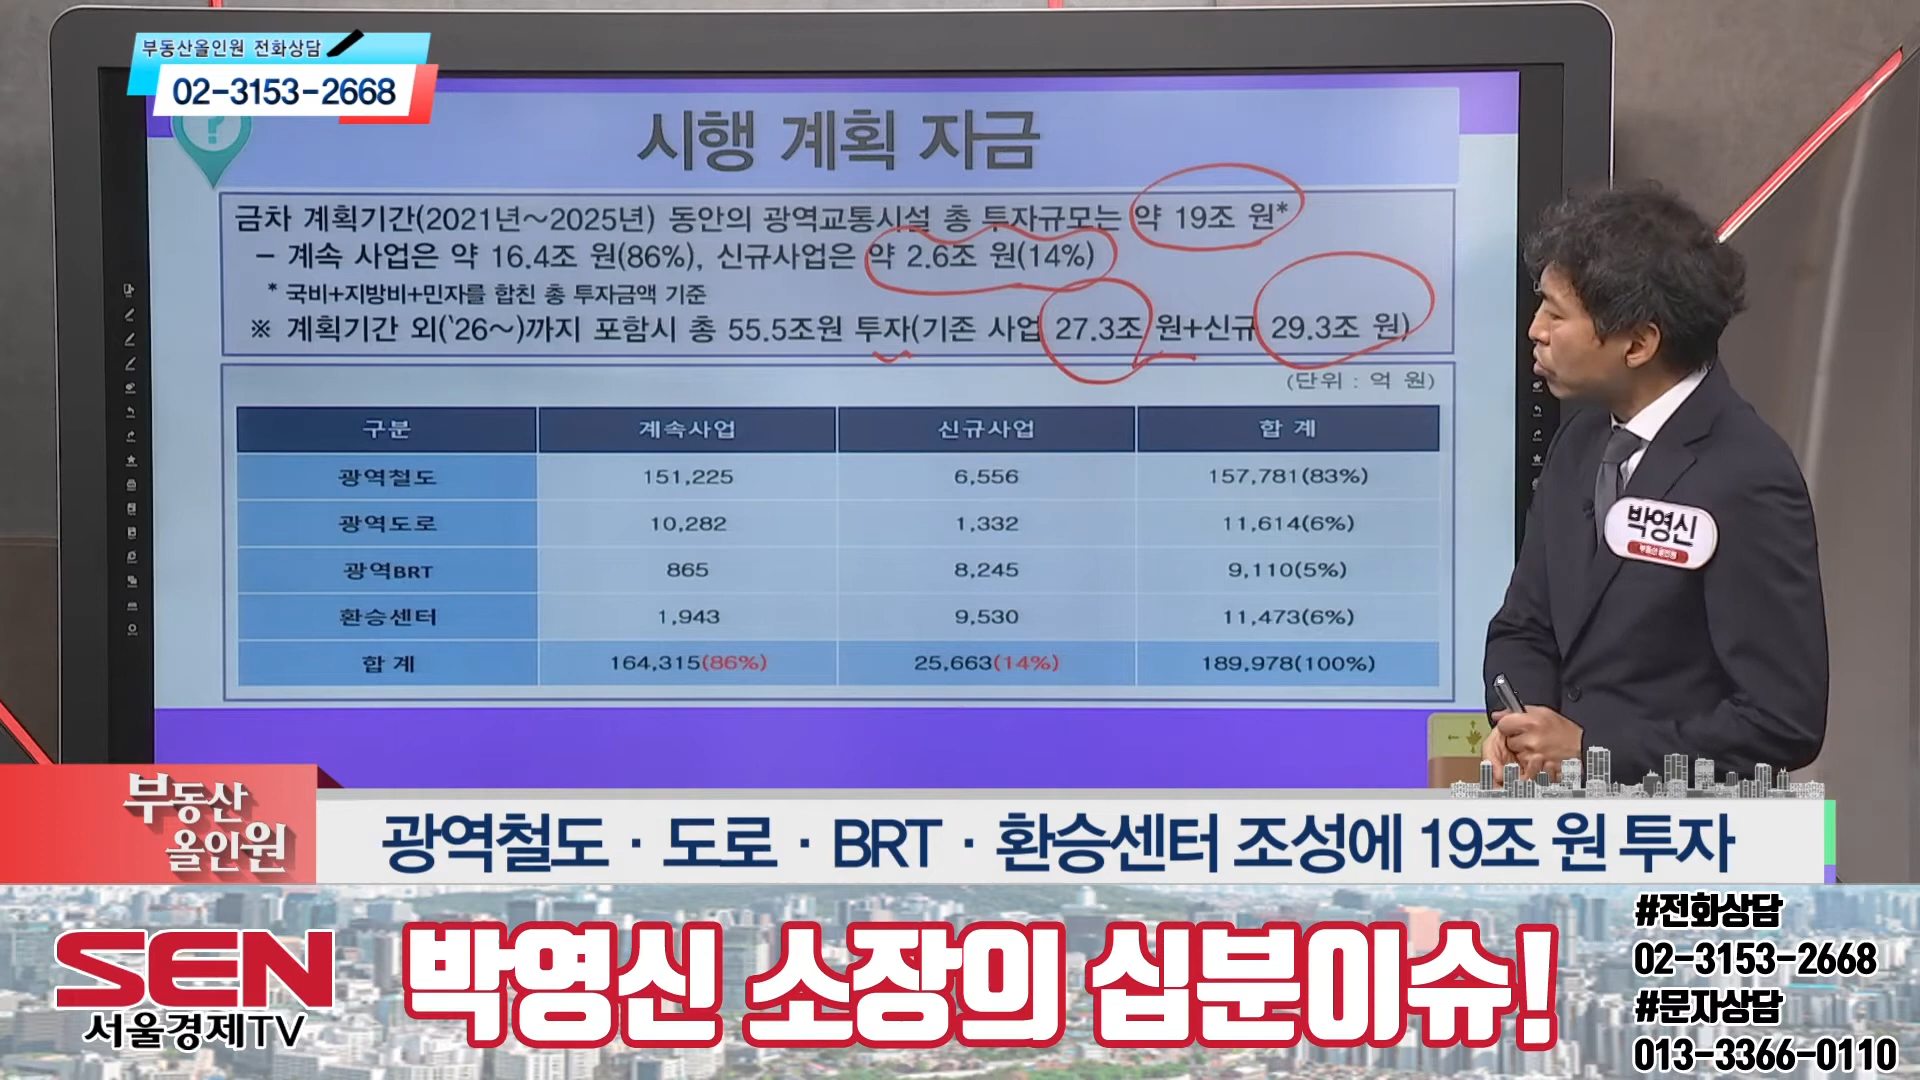 부동산올인원 전화상담
02-3153-2668
시행 계획 자금
금차 계획기간(2021년~2025년) 동안의 광역교통시설 총 투자규모는 약 19조 원*
- 계속 사업은 약 16.4조 원(86%), 신규사업은 약 2.6조 원(14%)
* 국비+지방비+민자를 합친 총 투자금액 기준
※ 계획기간 외('26~)까지 포함시 총 55.5조원 투자(기존 사업 27.3조 원+신규 29.3조 원)
(단위 : 억 원)
구분 계속사업 신규사업 합 계
광역철도 151,225 6,556 157,781(83%)
광역도로 10,282 1,332 11,614(6%)
광역BRT 865 8,245 9,110(5%)
환승센터 1,943 9,530 11,473(6%)
합 계 164,315(86%) 25,663(14%) 189,978(100%)
박영신
부동산 올인원
부동산
올인원
광역철도 · 도로 · BRT · 환승센터 조성에 19조 원 투자
SEN
서울경제TV
박영신 소장의 십분이슈!
#전화상담
02-3153-2668
#문자상담
013-3366-0110